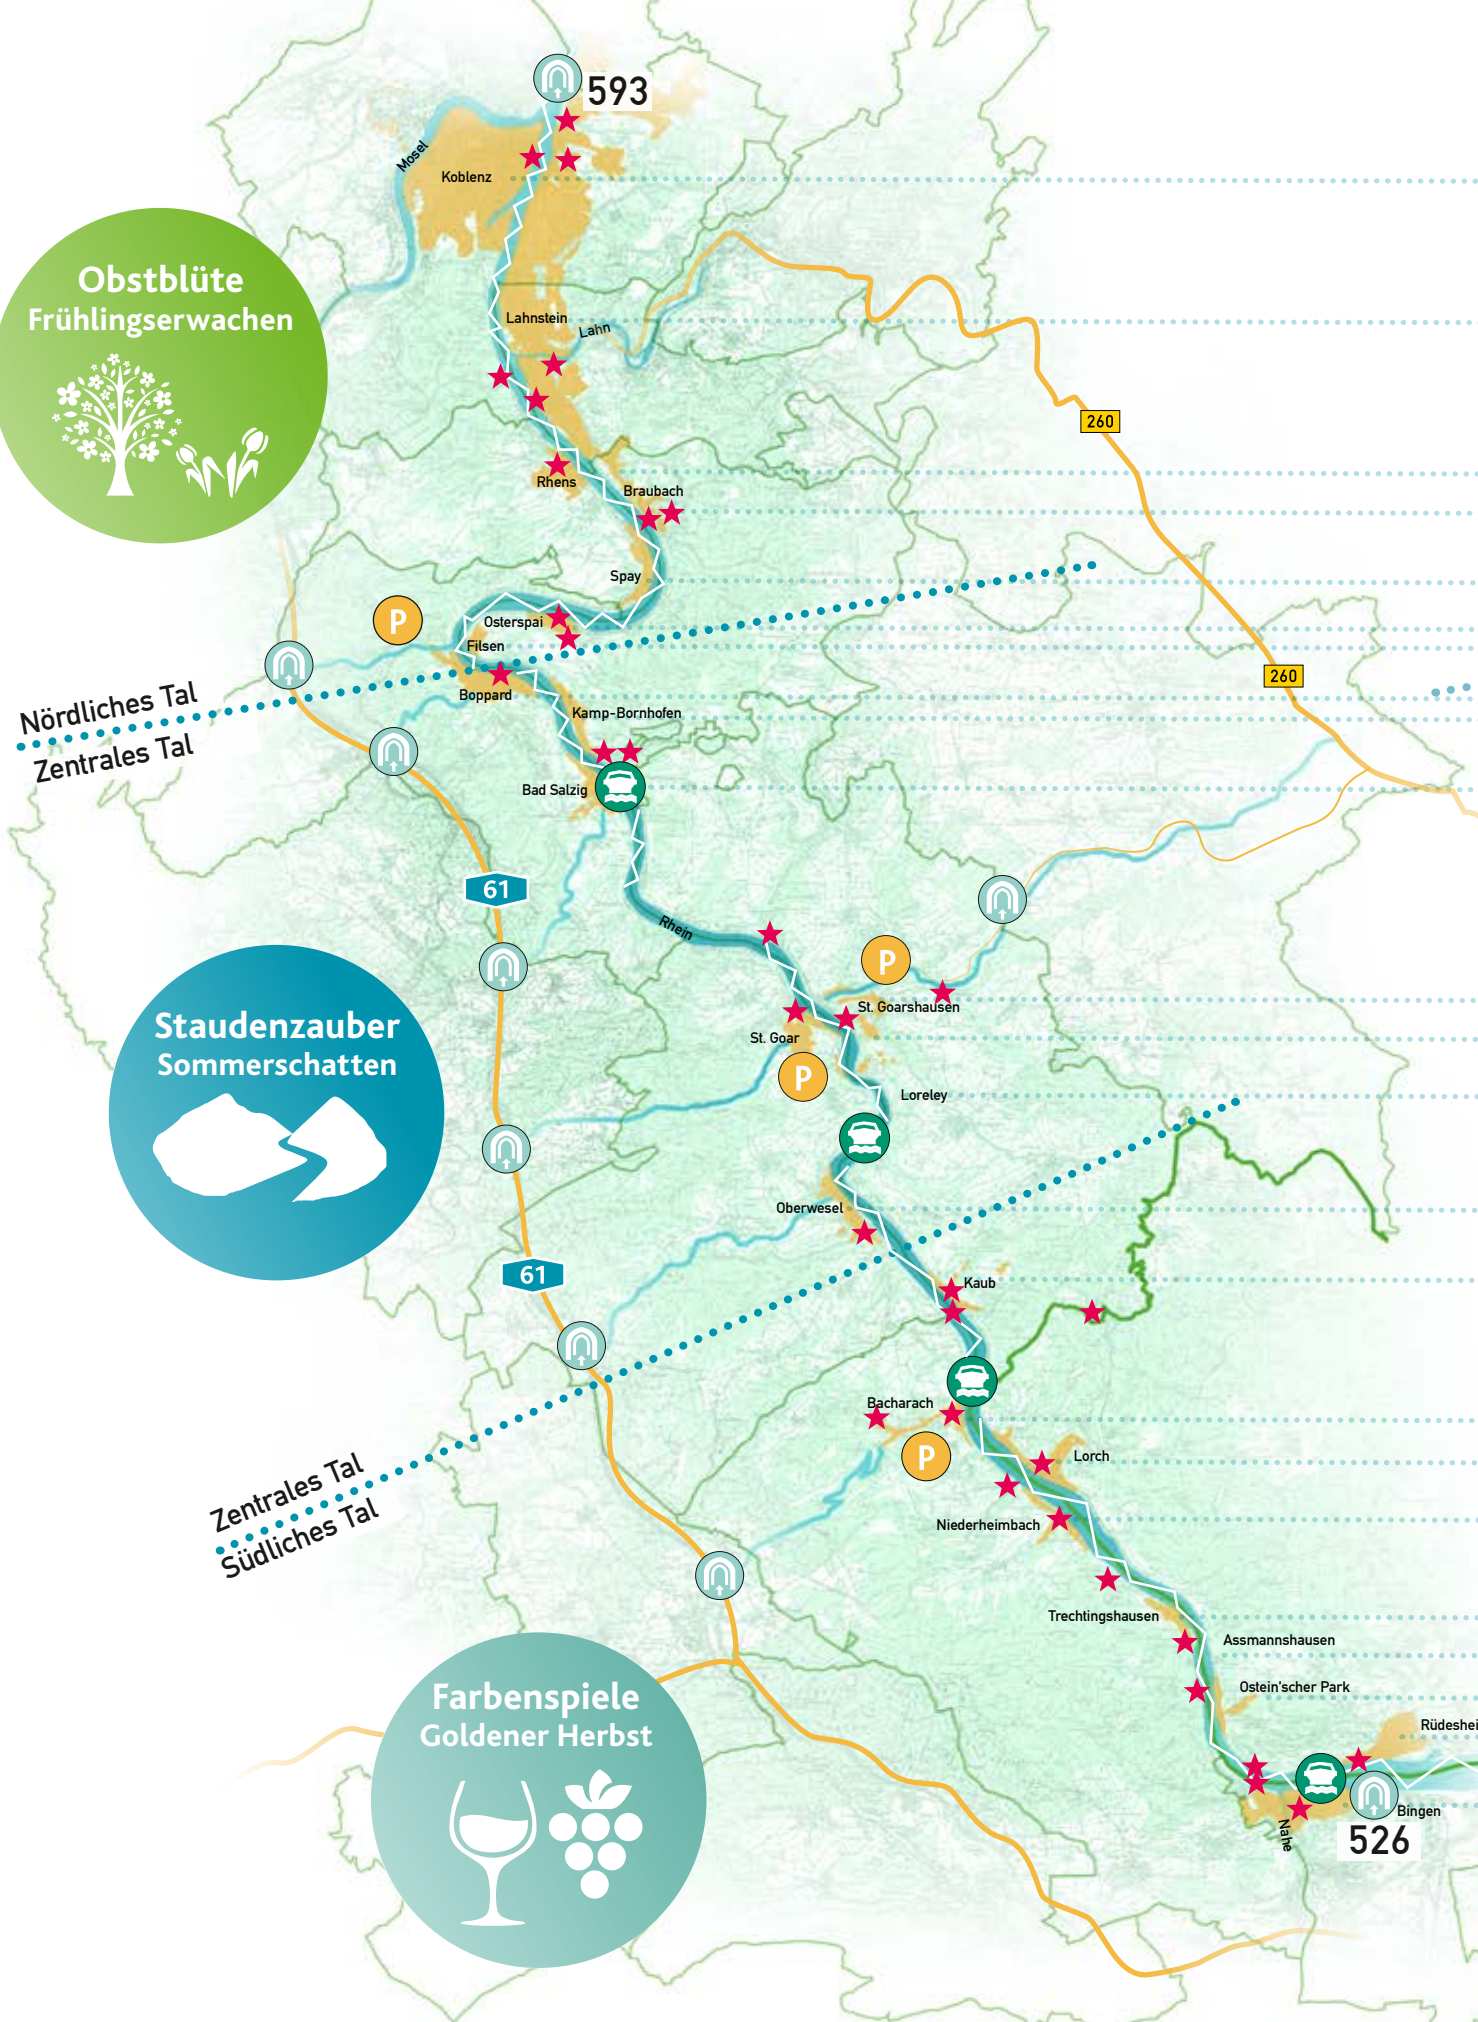 593
Mosel
Koblenz
Obstblüte
Frühlingserwachen
Lahnstein
Lahn
260
Rhens
Braubach
Spay
P
Osterspai
Filsen
260
Nördliches Tal
Zentrales Tal
Boppard
Kamp-Bornhofen
Bad Salzig
61
Rhein
P
St. Goarshausen
Staudenzauber
Sommerschatten
St. Goar
P
Loreley
Oberwesel
61
Kaub
Bacharach
P
Lorch
Zentrales Tal
Südliches Tal
Niederheimbach
Trechtingshausen
Assmannshausen
Ostein'scher Park
Farbenspiele
Goldener Herbst
Rüdeshei
Bingen
Nahe
526